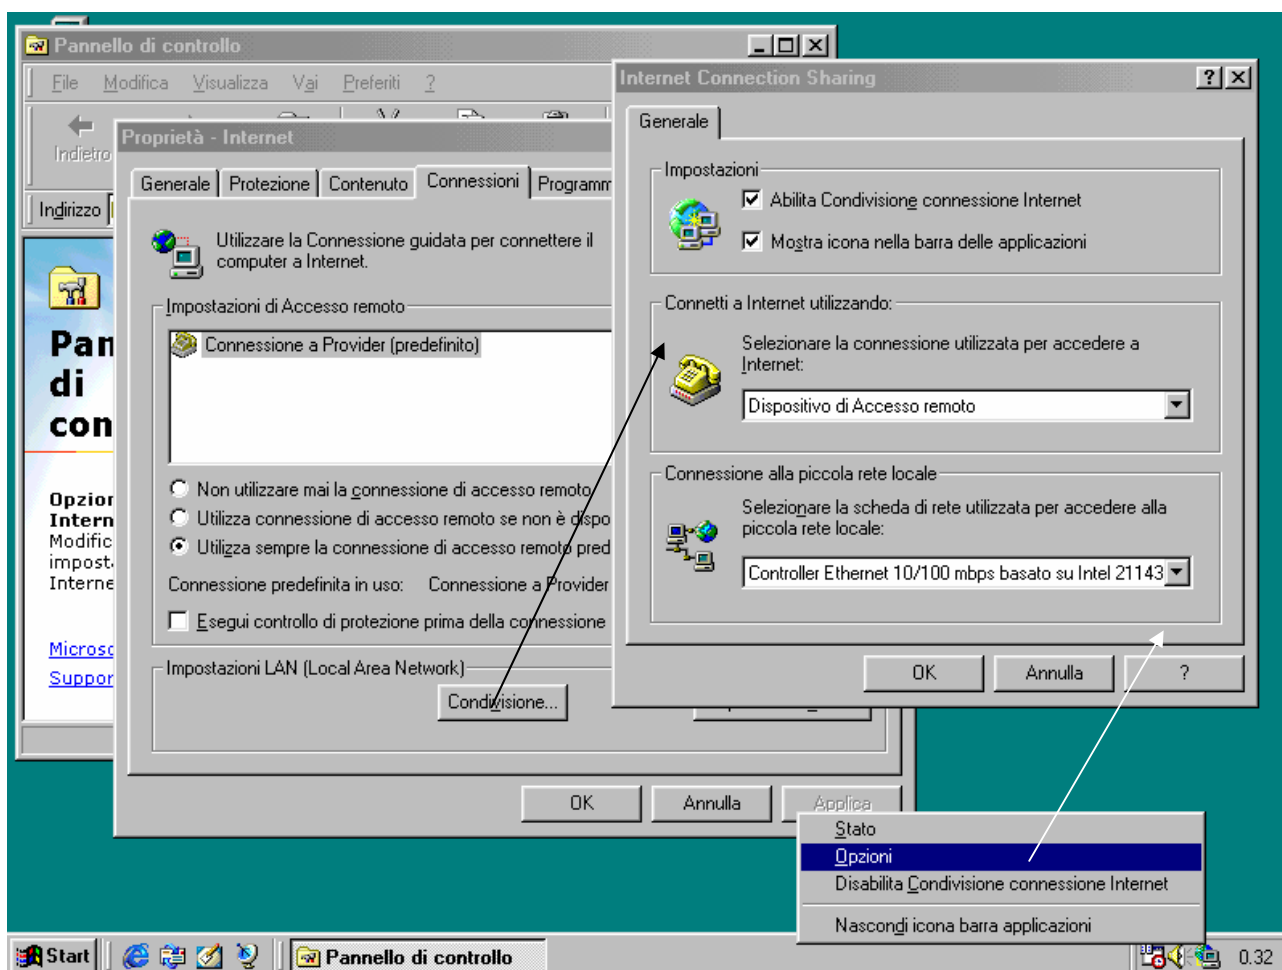 Pannello di controllo
File Modifica Visualizza Vai Preferiti ?
Indietro
Indirizzo
Pan
di
con
Opzion
Intern
Modific
impost
Interne
Microso
Suppor
Proprietà - Internet
Generale Protezione Contenuto Connessioni Programm
Utilizzare la Connessione guidata per connettere il
computer a Internet.
Impostazioni di Accesso remoto
Connessione a Provider (predefinito)
Non utilizzare mai la connessione di accesso remoto
Utilizza connessione di accesso remoto se non è dispo
Utilizza sempre la connessione di accesso remoto pred
Connessione predefinita in uso: Connessione a Provider
Esegui controllo di protezione prima della connessione
Impostazioni LAN (Local Area Network)
Condivisione...
OK Annulla Applica
Internet Connection Sharing
Generale
Impostazioni
Abilita Condivisione connessione Internet
Mostra icona nella barra delle applicazioni
Connetti a Internet utilizzando:
Selezionare la connessione utilizzata per accedere a
Internet:
Dispositivo di Accesso remoto
Connessione alla piccola rete locale
Selezionare la scheda di rete utilizzata per accedere alla
piccola rete locale:
Controller Ethernet 10/100 mbps basato su Intel 21143
OK Annulla ?
Stato
Opzioni
Disabilita Condivisione connessione Internet
Nascondi icona barra applicazioni
Start Pannello di controllo 0.32